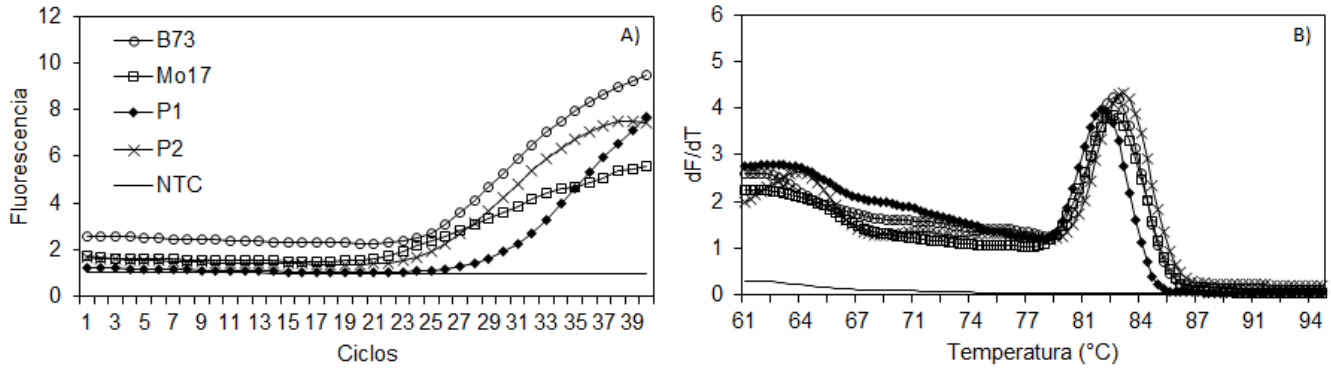 A)
Fluorescencia
12
10
8
6
4
2
0
B73
Mo17
P1
P2
NTC
1 3 5 7 9 11 13 15 17 19 21 23 25 27 29 31 33 35 37 39
Ciclos
B)
dF/dT
6
5
4
3
2
1
0
61 64 67 71 74 77 81 84 87 91 94
Temperatura (°C)